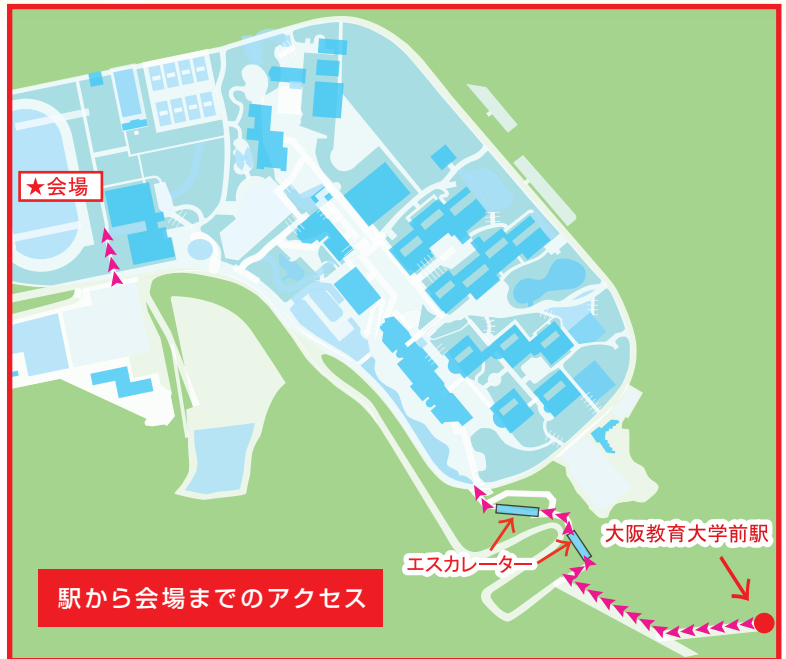 ★会場
大阪教育大学前駅
エスカレーター
駅から会場までのアクセス